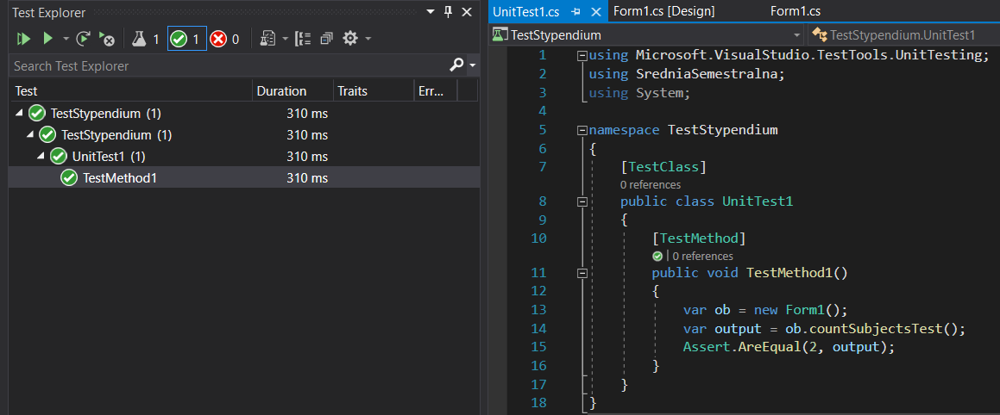 Test Explorer
1 1 0
Search Test Explorer
Test Duration Traits Err...
TestStypendium (1) 310 ms
TestStypendium (1) 310 ms
UnitTest1 (1) 310 ms
TestMethod1 310 ms
UnitTest1.cs Form1.cs [Design] Form1.cs
TestStypendium TestStypendium.UnitTest1
1 using Microsoft.VisualStudio.TestTools.UnitTesting;
2 using SredniaSemestralna;
3 using System;
4
5 namespace TestStypendium
6 {
7 [TestClass]
0 references
8 public class UnitTest1
9 {
10 [TestMethod]
| 0 references
11 public void TestMethod1()
12 {
13 var ob = new Form1();
14 var output = ob.countSubjectsTest();
15 Assert.AreEqual(2, output);
16 }
17 }
18 }